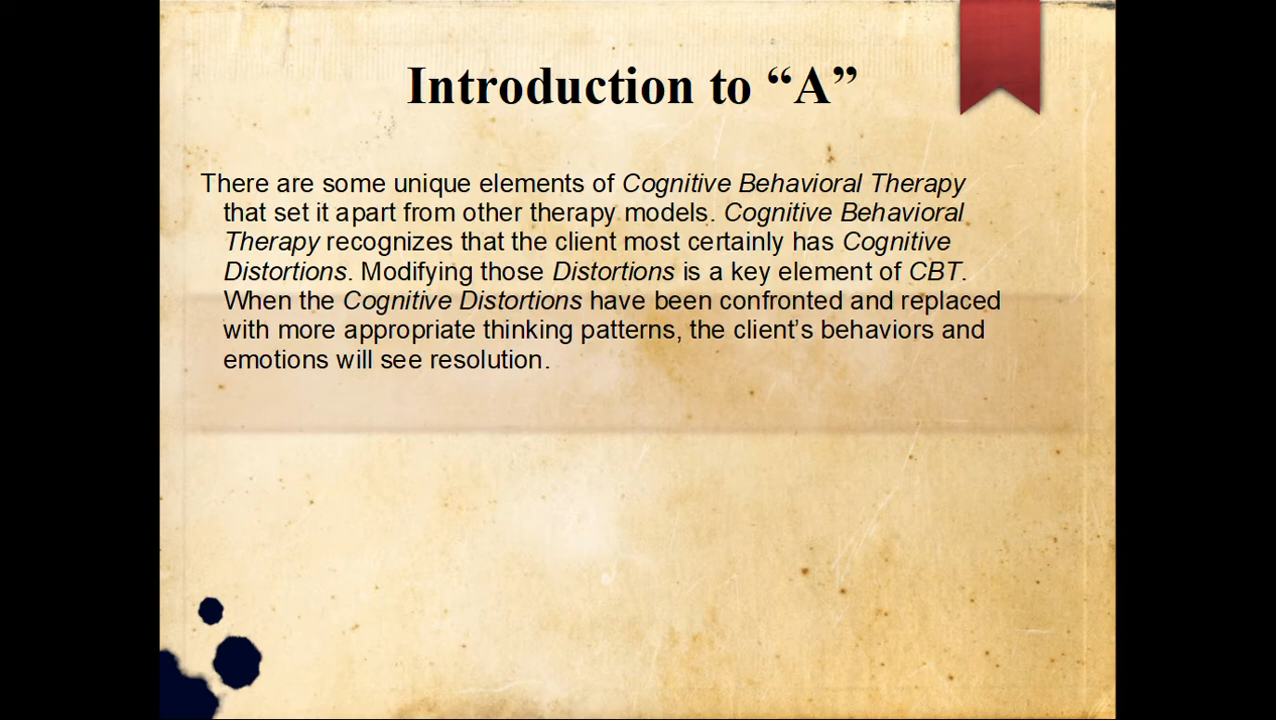 Introduction to “A”
There are some unique elements of Cognitive Behavioral Therapy
that set it apart from other therapy models. Cognitive Behavioral
Therapy recognizes that the client most certainly has Cognitive
Distortions. Modifying those Distortions is a key element of CBT.
When the Cognitive Distortions have been confronted and replaced
with more appropriate thinking patterns, the client’s behaviors and
emotions will see resolution.